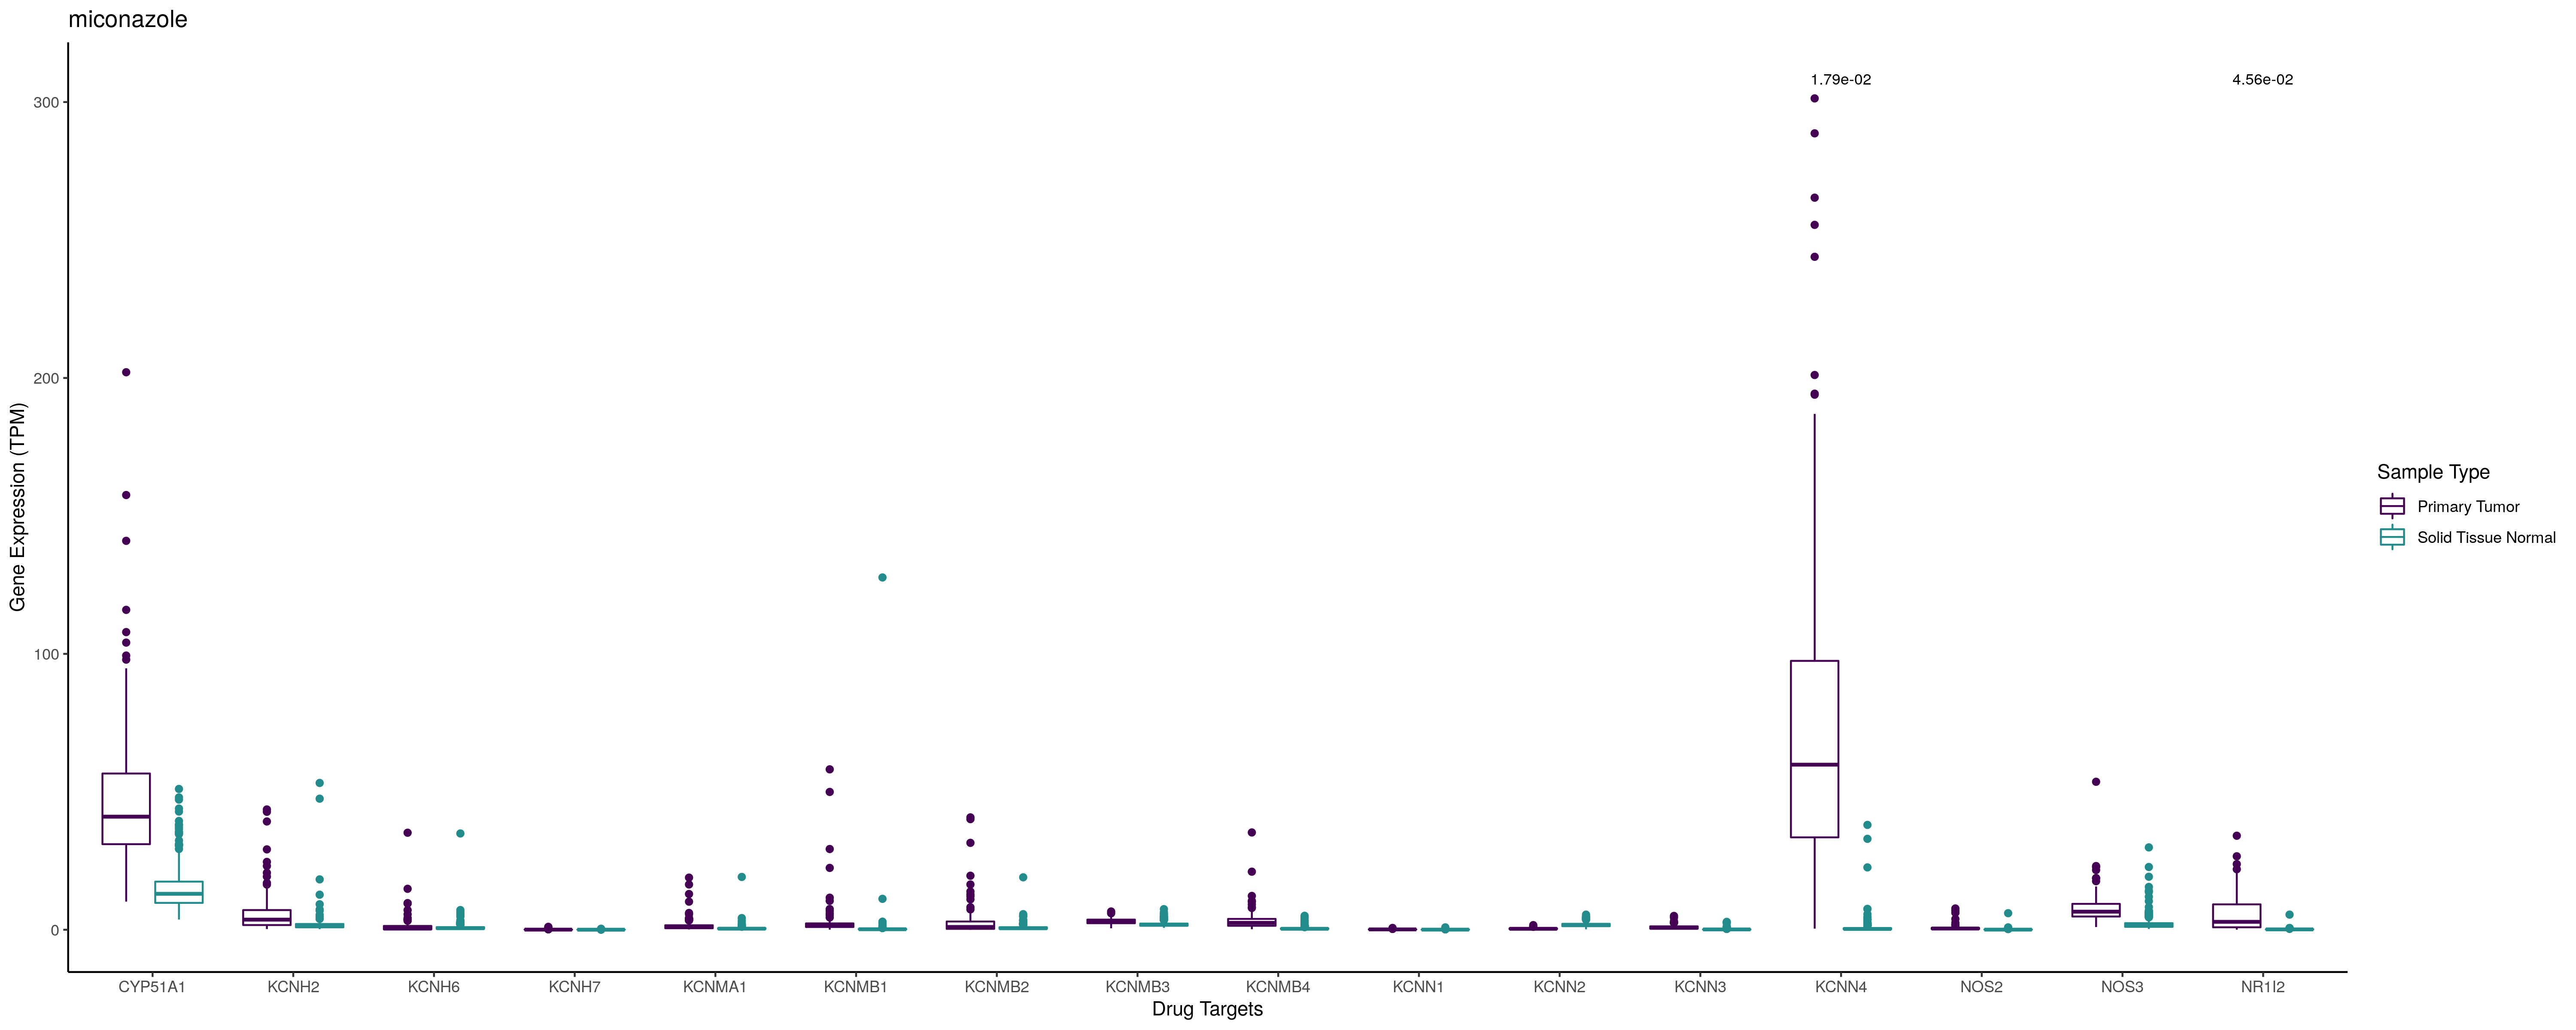 miconazole
1.79e-02
4.56e-02
300
200
100
0
Gene Expression (TPM)
CYP51A1
KCNH2
KCNH6
KCNH7
KCNMA1
KCNMB1
KCNMB2
KCNMB3
KCNMB4
KCNN1
KCNN2
KCNN3
KCNN4
NOS2
NOS3
NR1I2
Drug Targets
Sample Type
Primary Tumor
Solid Tissue Normal